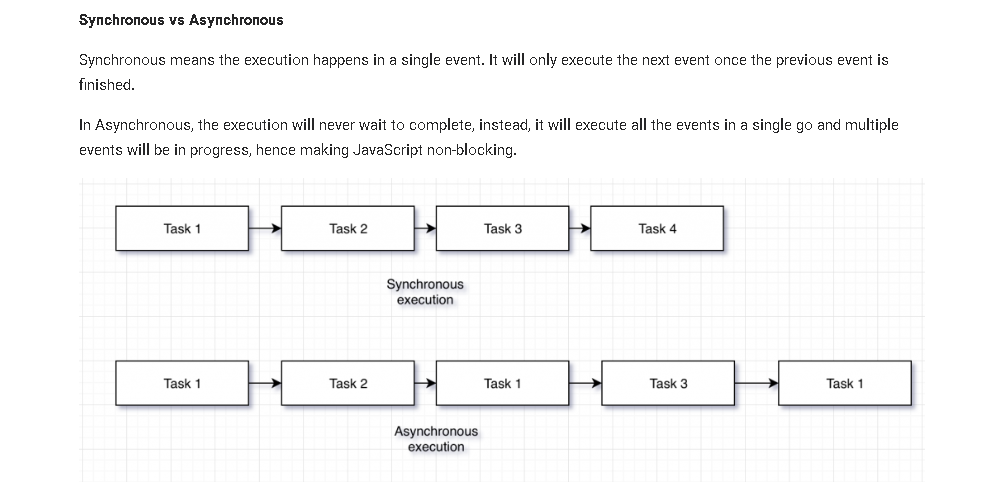 Synchronous vs Asynchronous
Synchronous means the execution happens in a single event. It will only execute the next event once the previous event is
finished.
In Asynchronous, the execution will never wait to complete, instead, it will execute all the events in a single go and multiple
events will be in progress, hence making JavaScript non-blocking.
Task 1
Task 2
Task 3
Task 4
Synchronous
execution
Task 1
Task 2
Task 1
Task 3
Task 1
Asynchronous
execution